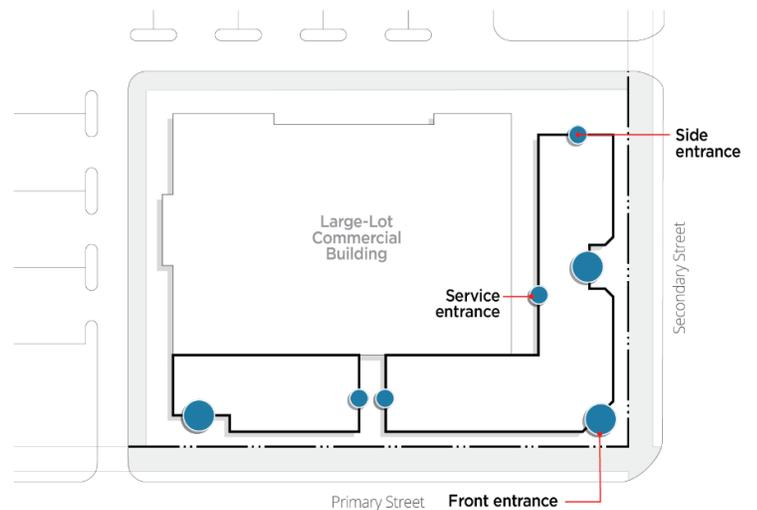 Side
entrance
Large-Lot
Commercial
Building
Secondary Street
Service
entrance
Primary Street
Front entrance